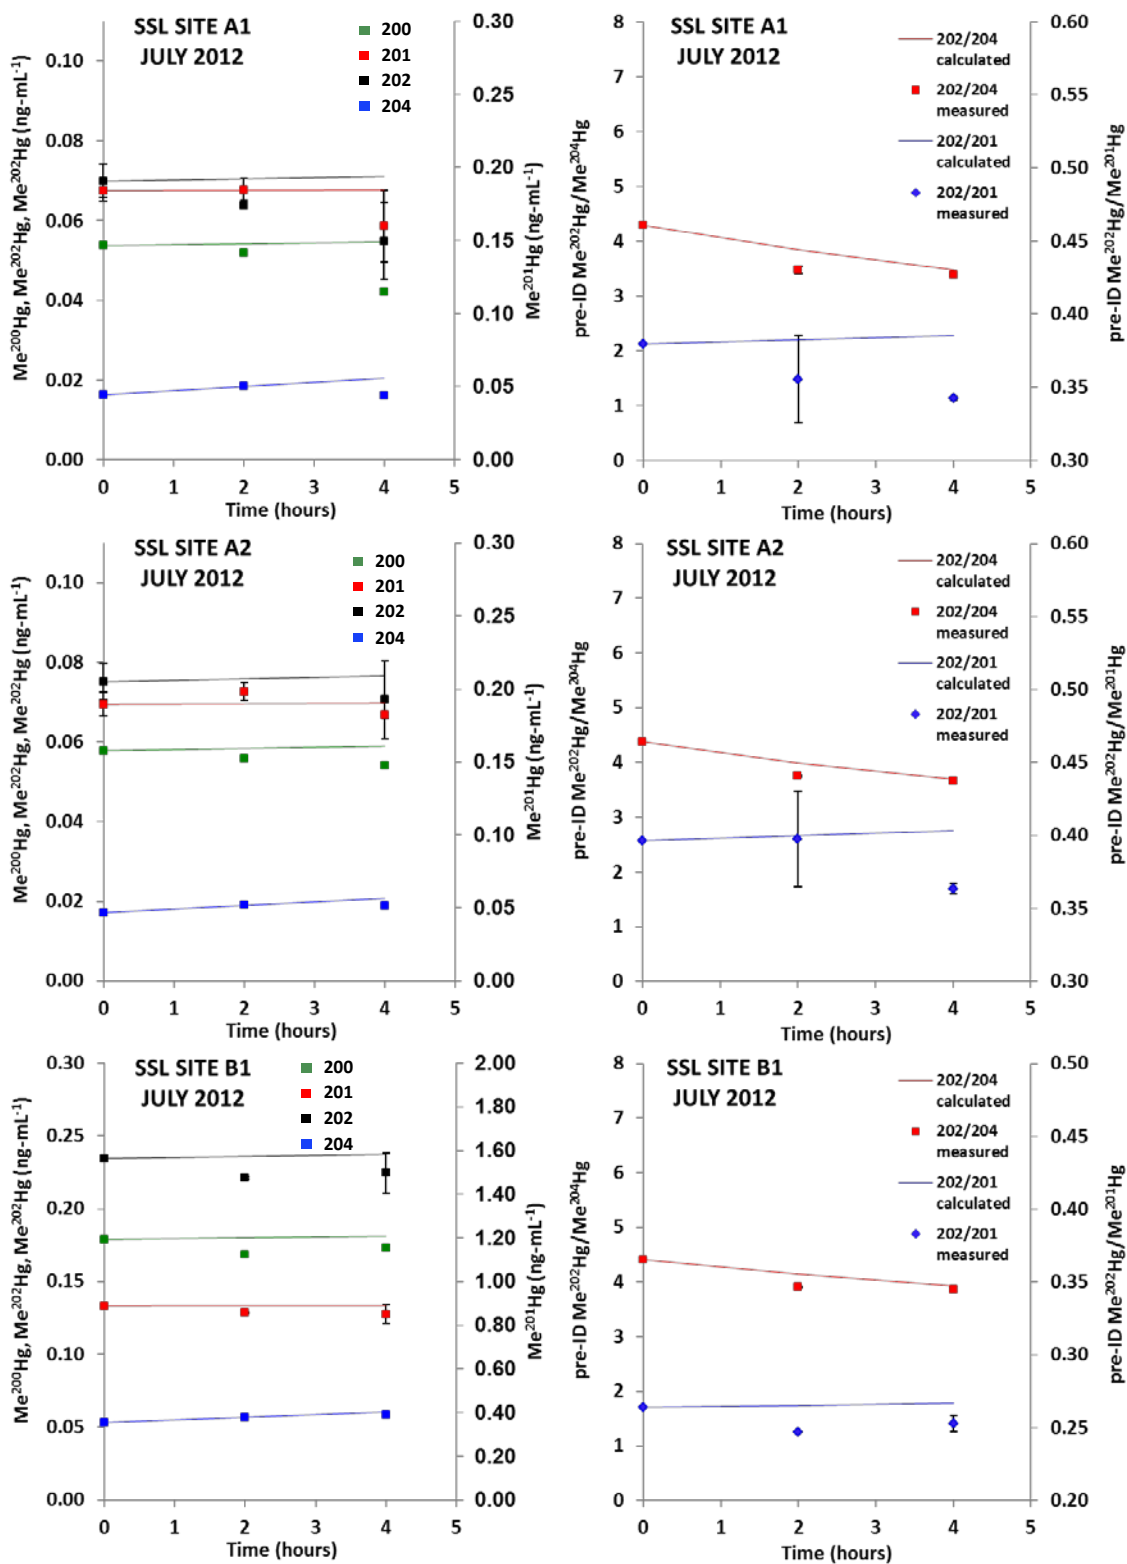 SSL SITE A1
JULY 2012
200
201
202
204
Me²⁰⁰Hg, Me²⁰²Hg, Me²⁰²Hg (ng-mL⁻¹)
0.10
0.08
0.06
0.04
0.02
0.00
0.30
0.25
0.20
0.15
0.10
0.05
0.00
Me²⁰¹Hg (ng-mL⁻¹)
0 1 2 3 4 5
Time (hours)
SSL SITE A1
JULY 2012
202/204
calculated
202/204
measured
202/201
calculated
202/201
measured
pre-ID Me²⁰²Hg/Me²⁰⁴Hg
8
7
6
5
4
3
2
1
0
0.60
0.55
0.50
0.45
0.40
0.35
0.30
pre-ID Me²⁰²Hg/Me²⁰¹Hg
0 1 2 3 4 5
Time (hours)
SSL SITE A2
JULY 2012
200
201
202
204
Me²⁰⁰Hg, Me²⁰²Hg, Me²⁰²Hg (ng-mL⁻¹)
0.10
0.08
0.06
0.04
0.02
0.00
0.30
0.25
0.20
0.15
0.10
0.05
0.00
Me²⁰¹Hg (ng-mL⁻¹)
0 1 2 3 4 5
Time (hours)
SSL SITE A2
JULY 2012
202/204
calculated
202/204
measured
202/201
calculated
202/201
measured
pre-ID Me²⁰²Hg/Me²⁰⁴Hg
8
7
6
5
4
3
2
1
0
0.60
0.55
0.50
0.45
0.40
0.35
0.30
pre-ID Me²⁰²Hg/Me²⁰¹Hg
0 1 2 3 4 5
Time (hours)
SSL SITE B1
JULY 2012
200
201
202
204
Me²⁰⁰Hg, Me²⁰²Hg, Me²⁰²Hg (ng-mL⁻¹)
0.30
0.25
0.20
0.15
0.10
0.05
0.00
2.00
1.80
1.60
1.40
1.20
1.00
0.80
0.60
0.40
0.20
0.00
Me²⁰¹Hg (ng-mL⁻¹)
0 1 2 3 4 5
Time (hours)
SSL SITE B1
JULY 2012
202/204
calculated
202/204
measured
202/201
calculated
202/201
measured
pre-ID Me²⁰²Hg/Me²⁰⁴Hg
8
7
6
5
4
3
2
1
0
0.50
0.45
0.40
0.35
0.30
0.25
0.20
pre-ID Me²⁰²Hg/Me²⁰¹Hg
0 1 2 3 4 5
Time (hours)